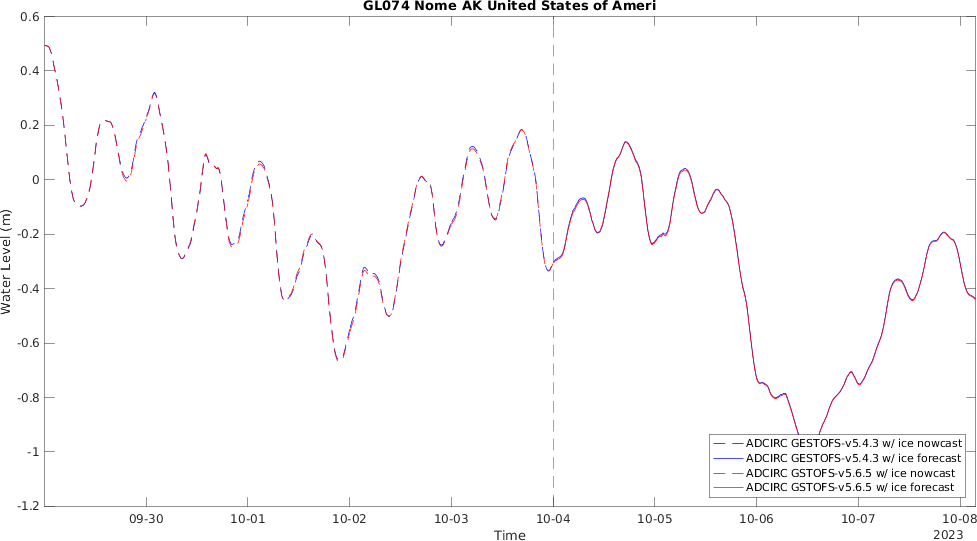 GL074 Nome AK United States of Ameri
0.6
0.4
0.2
0
-0.2
-0.4
-0.6
-0.8
-1
-1.2
Water Level (m)
ADCIRC GESTOFS-v5.4.3 w/ ice nowcast
ADCIRC GESTOFS-v5.4.3 w/ ice forecast
ADCIRC GSTOFS-v5.6.5 w/ ice nowcast
ADCIRC GSTOFS-v5.6.5 w/ ice forecast
09-30 10-01 10-02 10-03 10-04 10-05 10-06 10-07 10-08
Time 2023